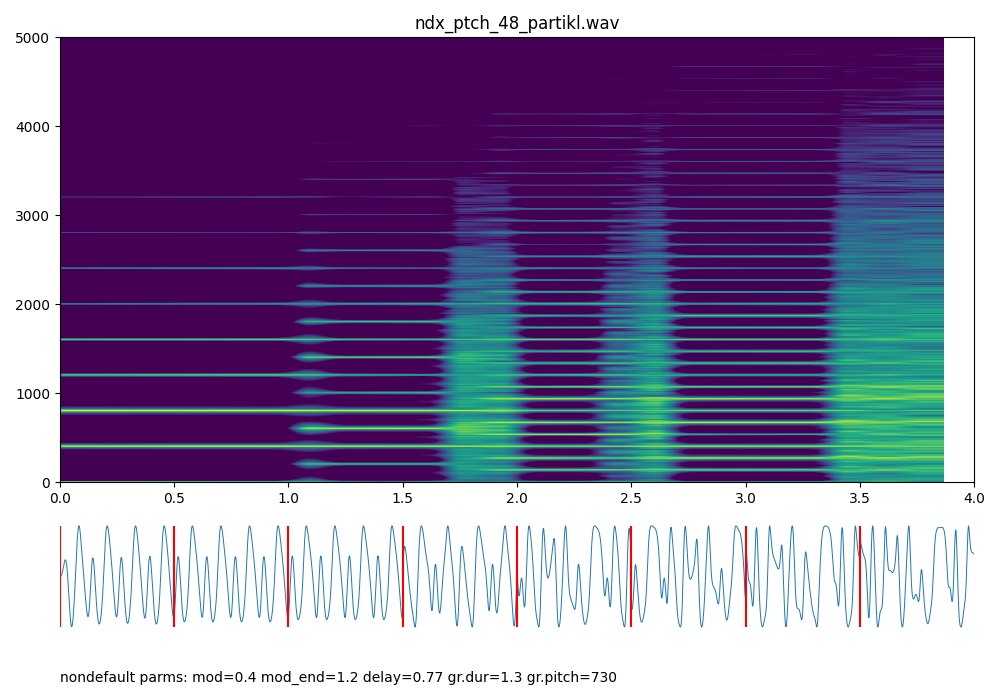 ndx_ptch_48_partikl.wav
5000
4000
3000
2000
1000
0
0.0 0.5 1.0 1.5 2.0 2.5 3.0 3.5 4.0
nondefault parms: mod=0.4 mod_end=1.2 delay=0.77 gr.dur=1.3 gr.pitch=730